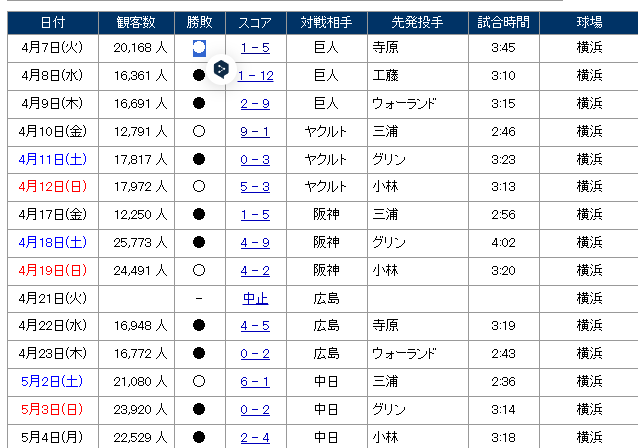 日付 観客数 勝敗 スコア 対戦相手 先発投手 試合時間 球場
4月7日(火) 20,168 人 ○ 1 – 5 巨人 寺原 3:45 横浜
4月8日(水) 16,361 人 ● 1 – 12 巨人 工藤 3:10 横浜
4月9日(木) 16,691 人 ● 2 – 9 巨人 ウォーランド 3:15 横浜
4月10日(金) 12,791 人 ○ 9 – 1 ヤクルト 三浦 2:46 横浜
4月11日(土) 17,817 人 ● 0 – 3 ヤクルト グリン 3:23 横浜
4月12日(日) 17,972 人 ○ 5 – 3 ヤクルト 小林 3:13 横浜
4月17日(金) 12,250 人 ● 1 – 5 阪神 三浦 2:56 横浜
4月18日(土) 25,773 人 ● 4 – 9 阪神 グリン 4:02 横浜
4月19日(日) 24,491 人 ○ 4 – 2 阪神 小林 3:20 横浜
4月21日(火) – 中止 広島 横浜
4月22日(水) 16,948 人 ● 4 – 5 広島 寺原 3:19 横浜
4月23日(木) 16,772 人 ● 0 – 2 広島 ウォーランド 2:43 横浜
5月2日(土) 21,080 人 ○ 6 – 1 中日 三浦 2:36 横浜
5月3日(日) 23,920 人 ● 0 – 2 中日 グリン 3:14 横浜
5月4日(月) 22,529 人 ● 2 – 4 中日 小林 3:18 横浜